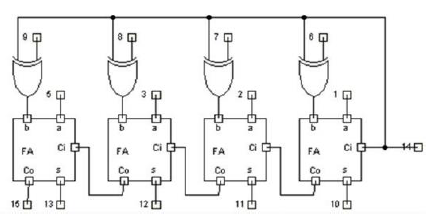 9 8 7 6
5 3 2 1
b a b a b a b a
FA Ci FA Ci FA Ci FA Ci 14
Co s Co s Co s Co s
15 13 12 11 10